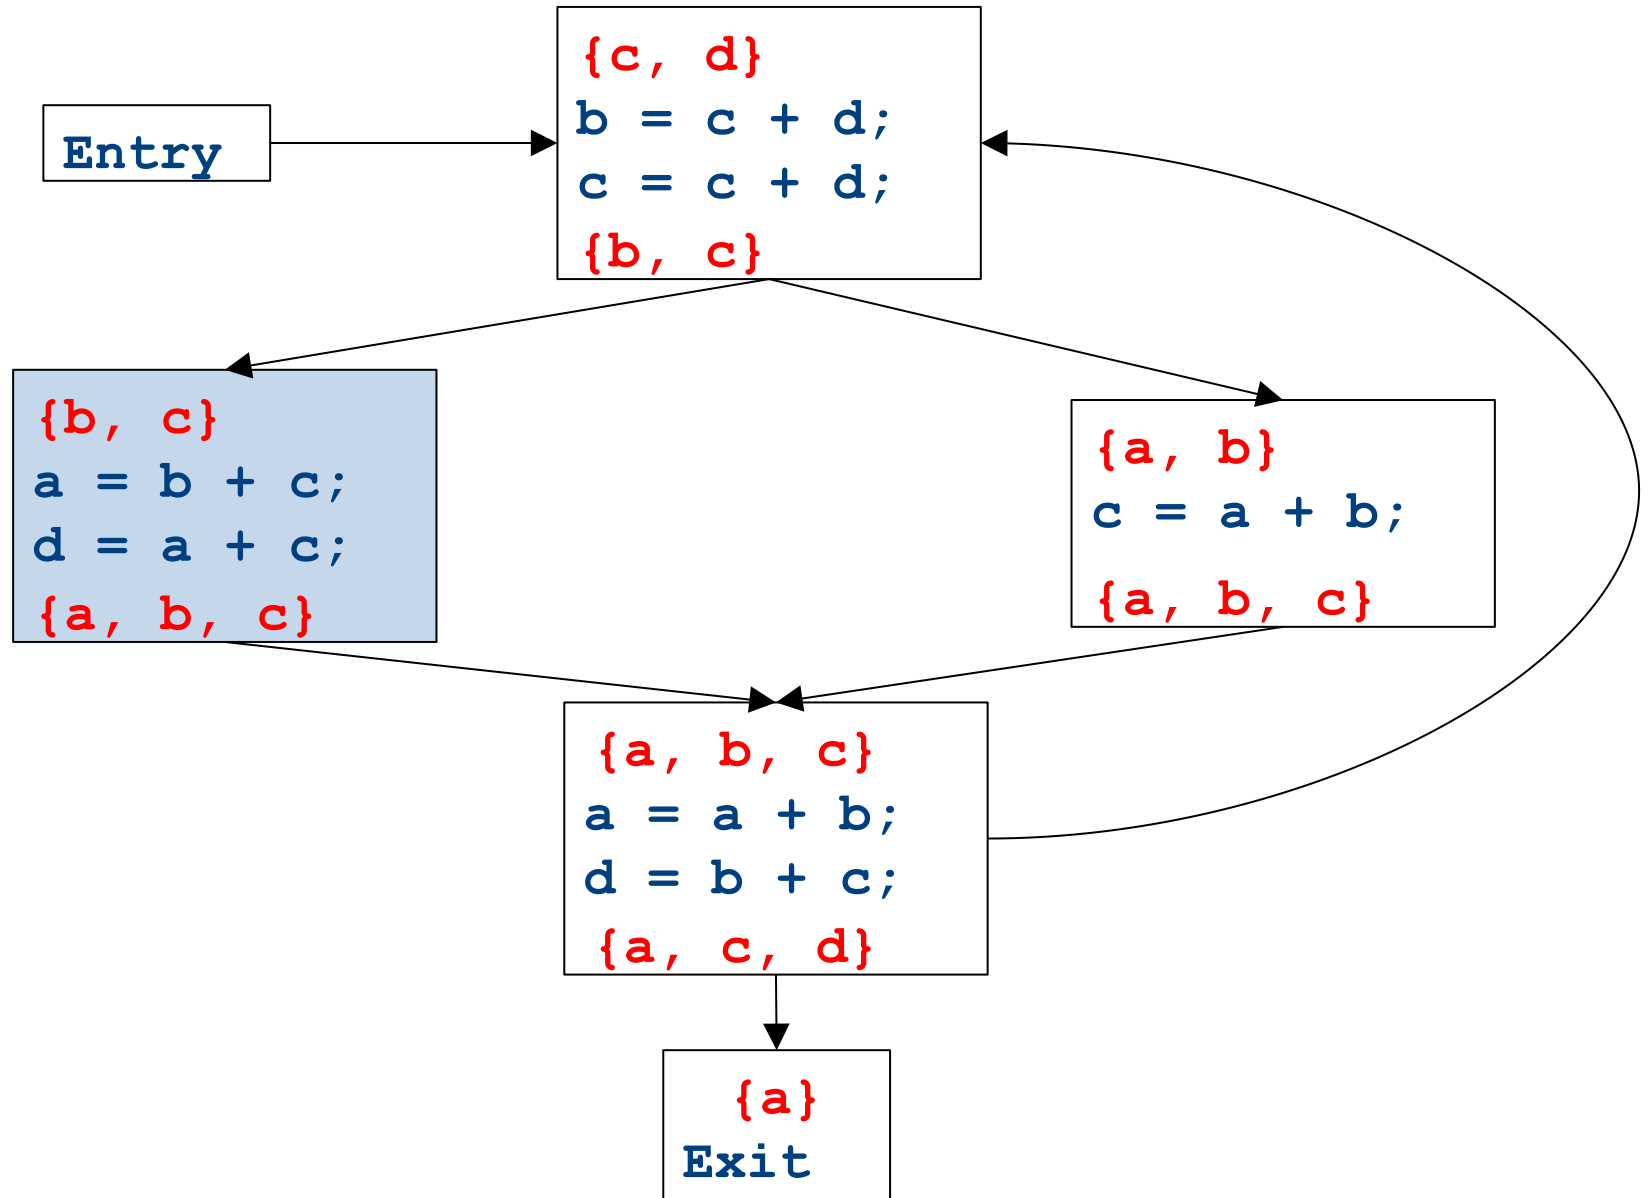 {c, d}
b = c + d;
c = c + d;
{b, c}
Entry
{b, c}
a = b + c;
d = a + c;
{a, b, c}
{a, b}
c = a + b;
{a, b, c}
{a, b, c}
a = a + b;
d = b + c;
{a, c, d}
{a}
Exit